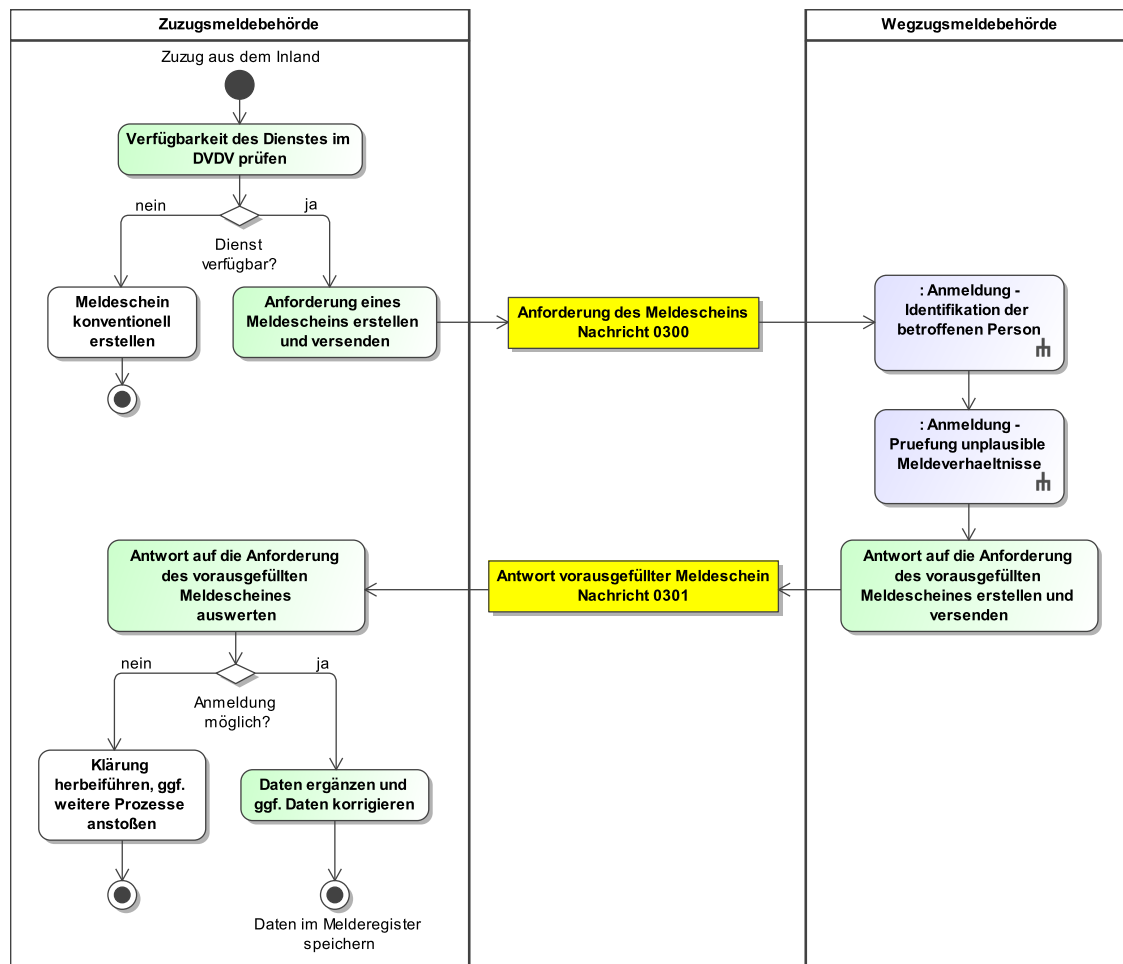 Zuzugsmeldebehörde
Wegzugsmeldebehörde
Zuzug aus dem Inland
Verfügbarkeit des Dienstes im
DVDV prüfen
nein
ja
Dienst
verfügbar?
Meldeschein
konventionell
erstellen
Anforderung eines
Meldescheins erstellen
und versenden
Anforderung des Meldescheins
Nachricht 0300
: Anmeldung -
Identifikation der
betroffenen Person
: Anmeldung -
Pruefung unplausible
Meldeverhaeltnisse
Antwort auf die Anforderung
des vorausgefüllten
Meldescheines erstellen und
versenden
Antwort vorausgefüllter Meldeschein
Nachricht 0301
Antwort auf die Anforderung
des vorausgefüllten
Meldescheines
auswerten
nein
ja
Anmeldung
möglich?
Klärung
herbeiführen, ggf.
weitere Prozesse
anstoßen
Daten ergänzen und
ggf. Daten korrigieren
Daten im Melderegister
speichern